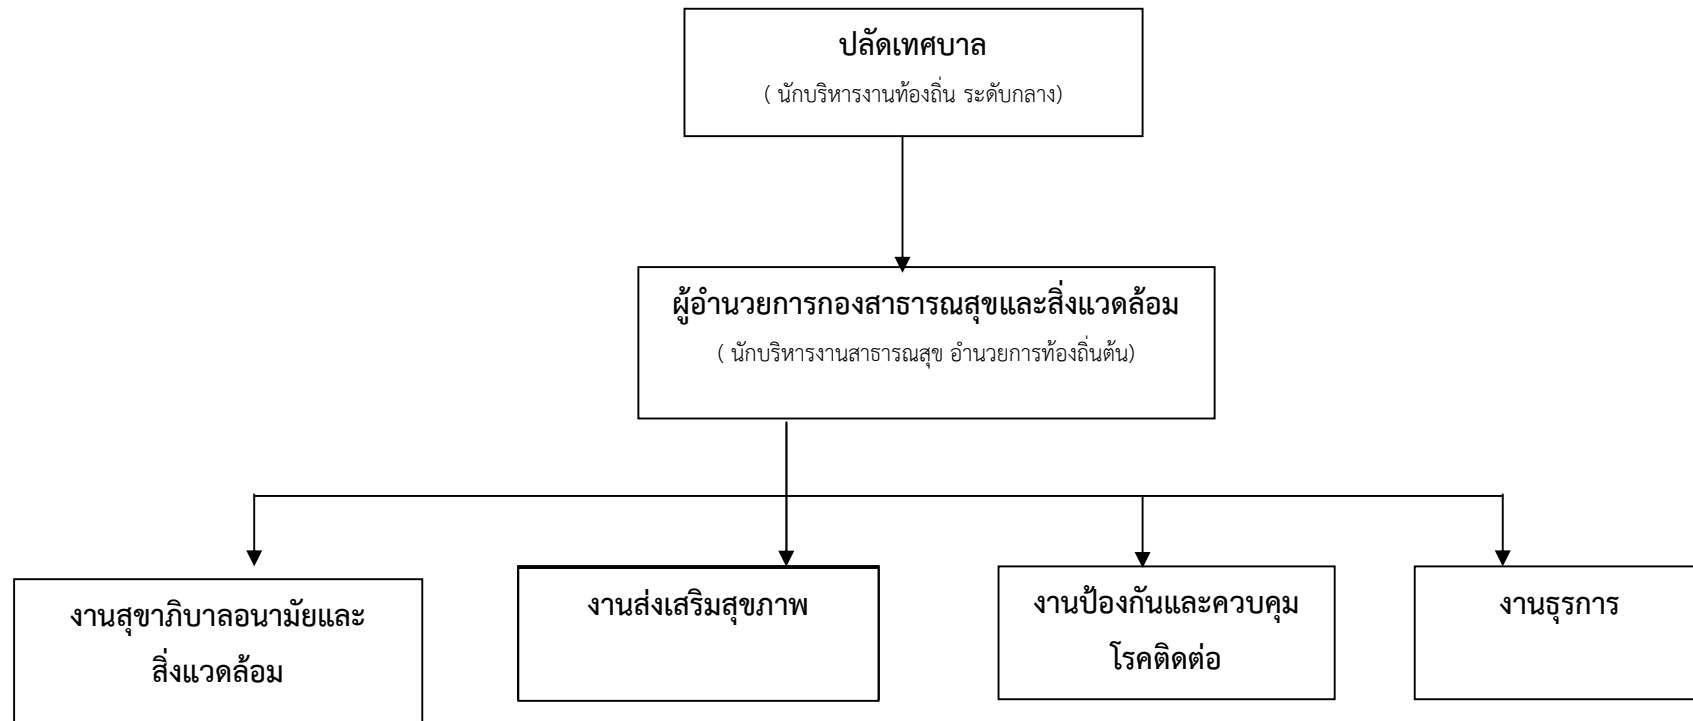 ปลัดเทศบาล
( นักบริหารงานท้องถิ่น ระดับกลาง)
ผู้อำนวยการกองสาธารณสุขและสิ่งแวดล้อม
( นักบริหารงานสาธารณสุข อำนวยการท้องถิ่นต้น)
งานสุขาภิบาลอนามัยและ
สิ่งแวดล้อม
งานส่งเสริมสุขภาพ
งานป้องกันและควบคุม
โรคติดต่อ
งานธุรการ